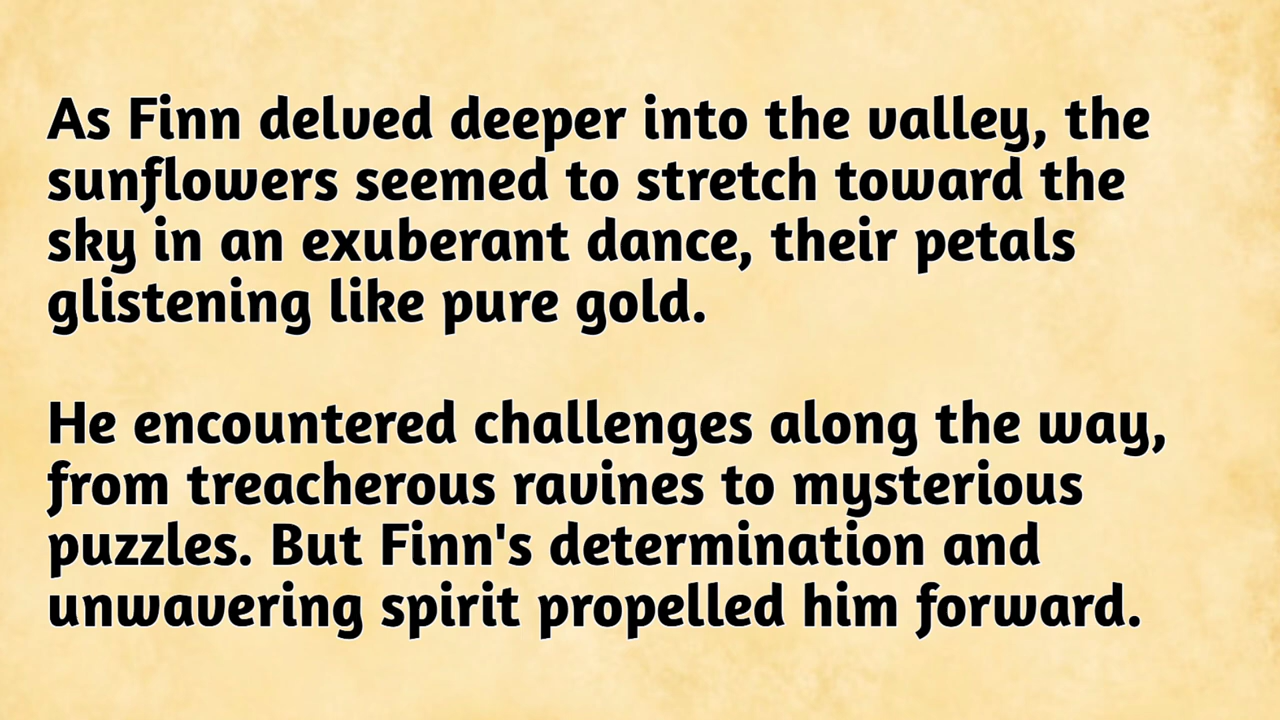 As Finn delved deeper into the valley, the
sunflowers seemed to stretch toward the
sky in an exuberant dance, their petals
glistening like pure gold.
He encountered challenges along the way,
from treacherous ravines to mysterious
puzzles. But Finn's determination and
unwavering spirit propelled him forward.